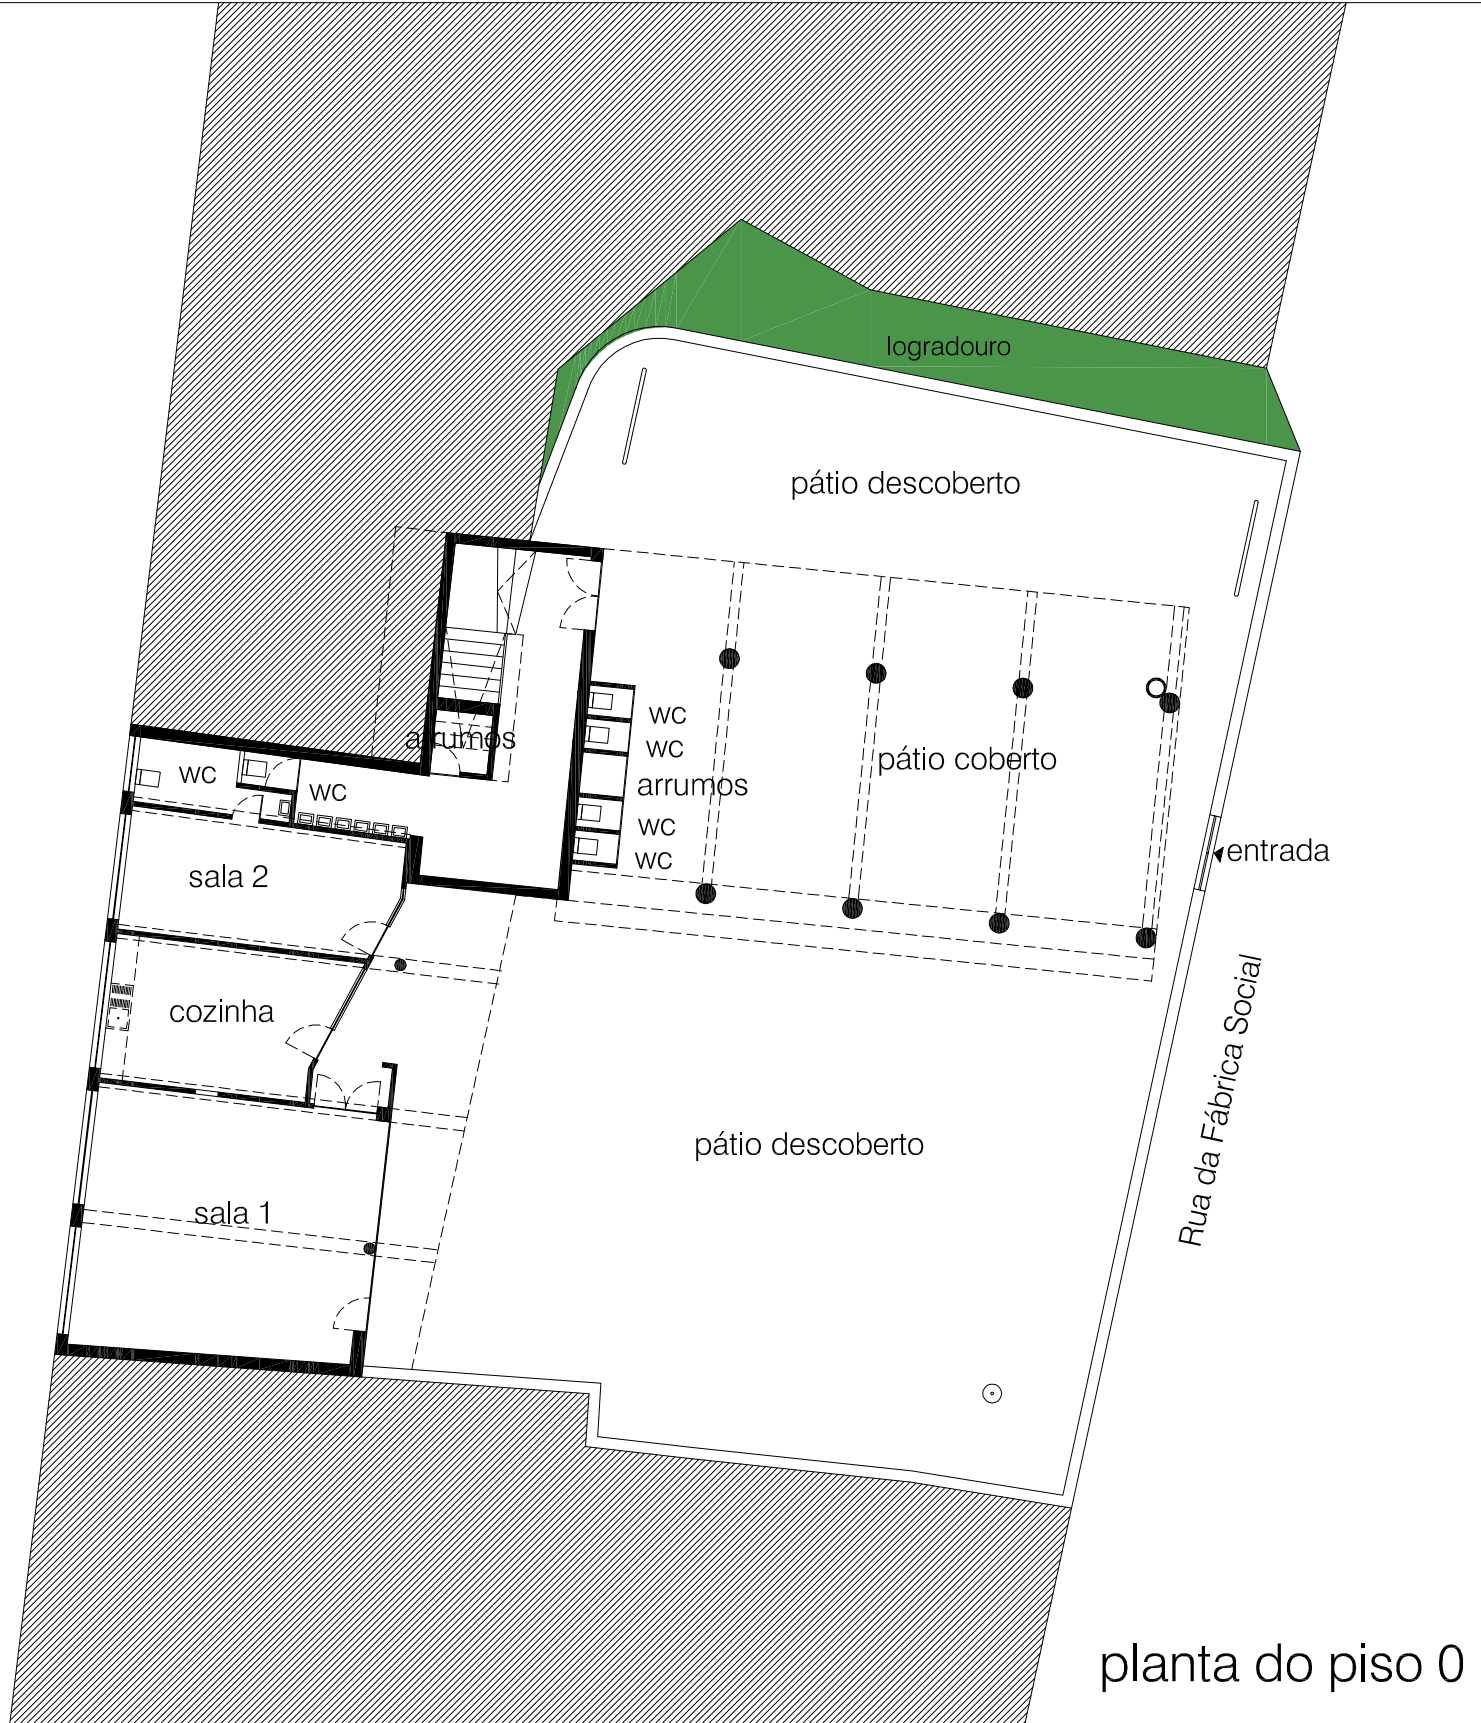 logradouro
pátio descoberto
wc
arrumos
wc
pátio coberto
wc
wc
arrumos
wc
entrada
wc
sala 2
cozinha
Rua da Fábrica Social
pátio descoberto
sala 1
planta do piso 0